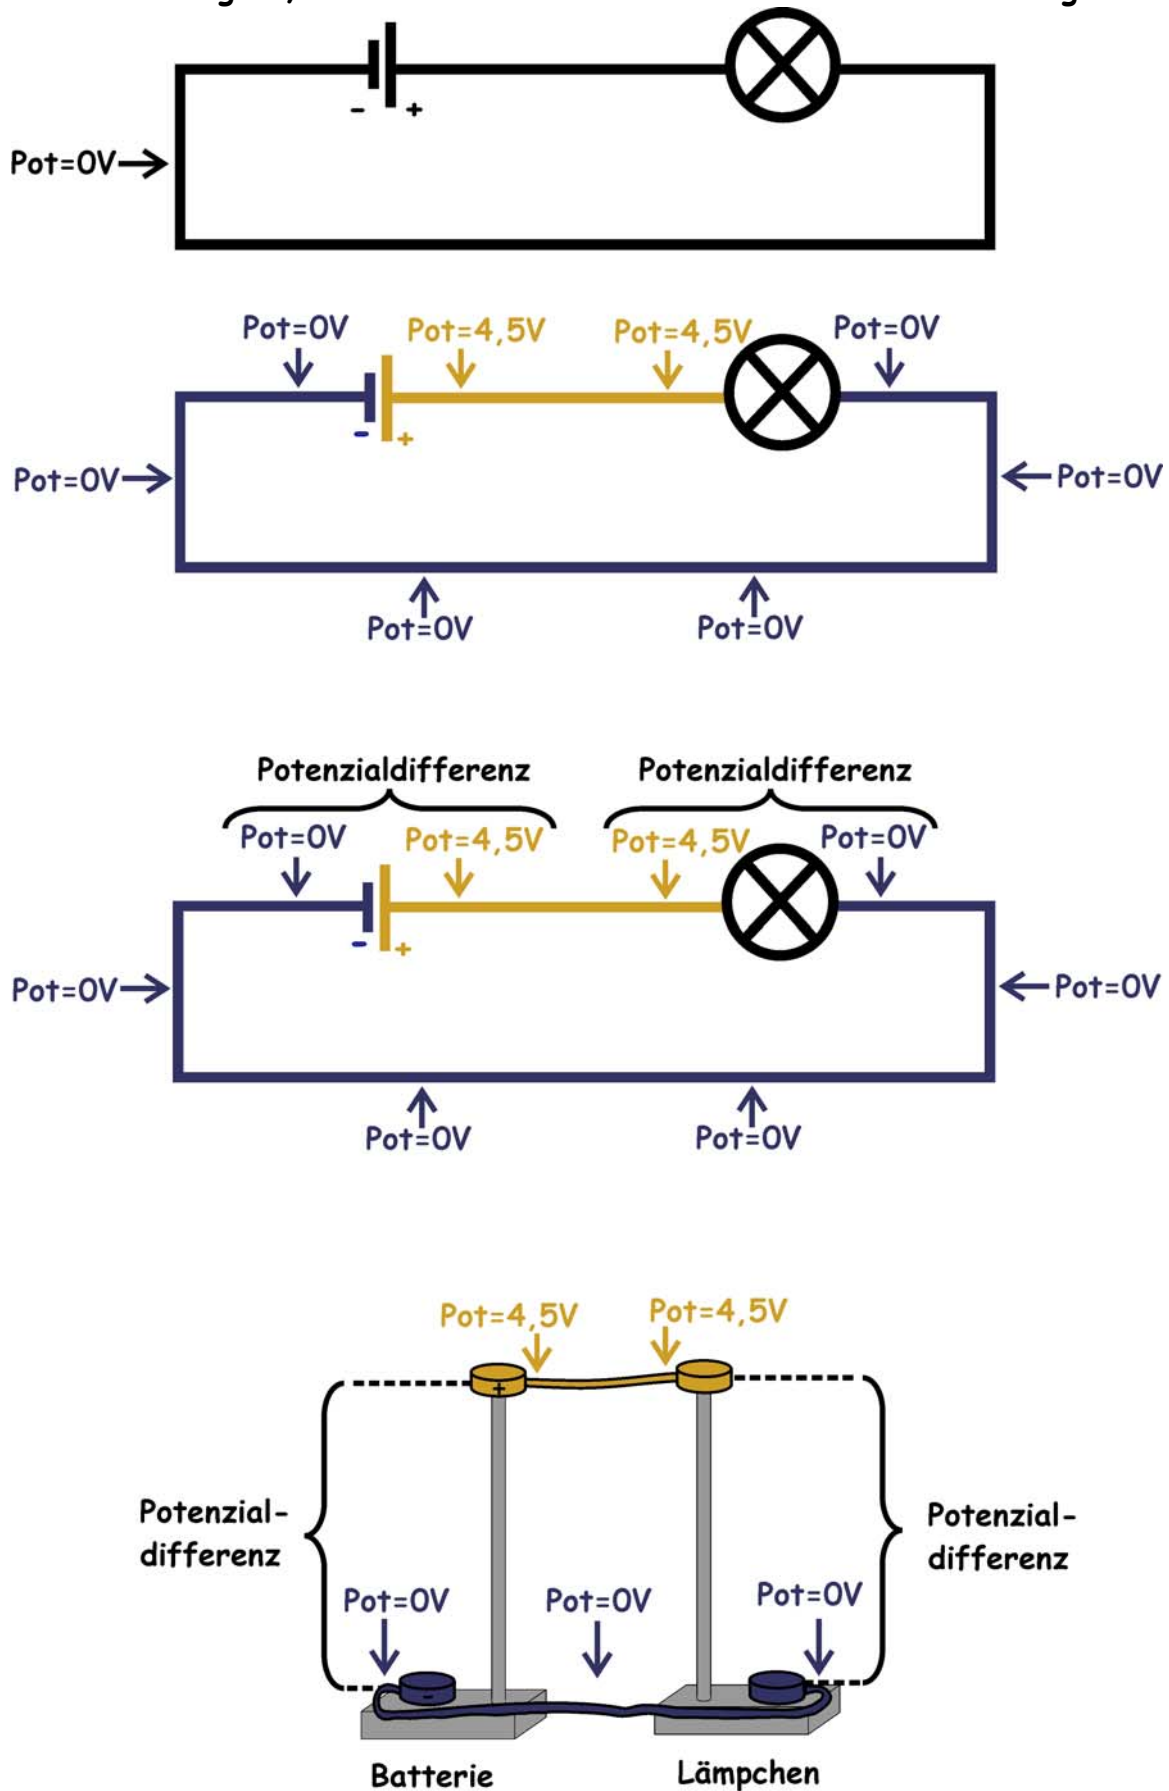 - +
Pot=0V
Pot=0V Pot=4,5V Pot=4,5V Pot=0V
- +
Pot=0V Pot=0V
Pot=0V Pot=0V
Potenzialdifferenz Potenzialdifferenz
Pot=0V Pot=4,5V Pot=4,5V Pot=0V
- +
Pot=0V Pot=0V
Pot=0V Pot=0V
Pot=4,5V Pot=4,5V
+
Potenzial-
differenz
Potenzial-
differenz
Pot=0V Pot=0V Pot=0V
-
Batterie Lämpchen